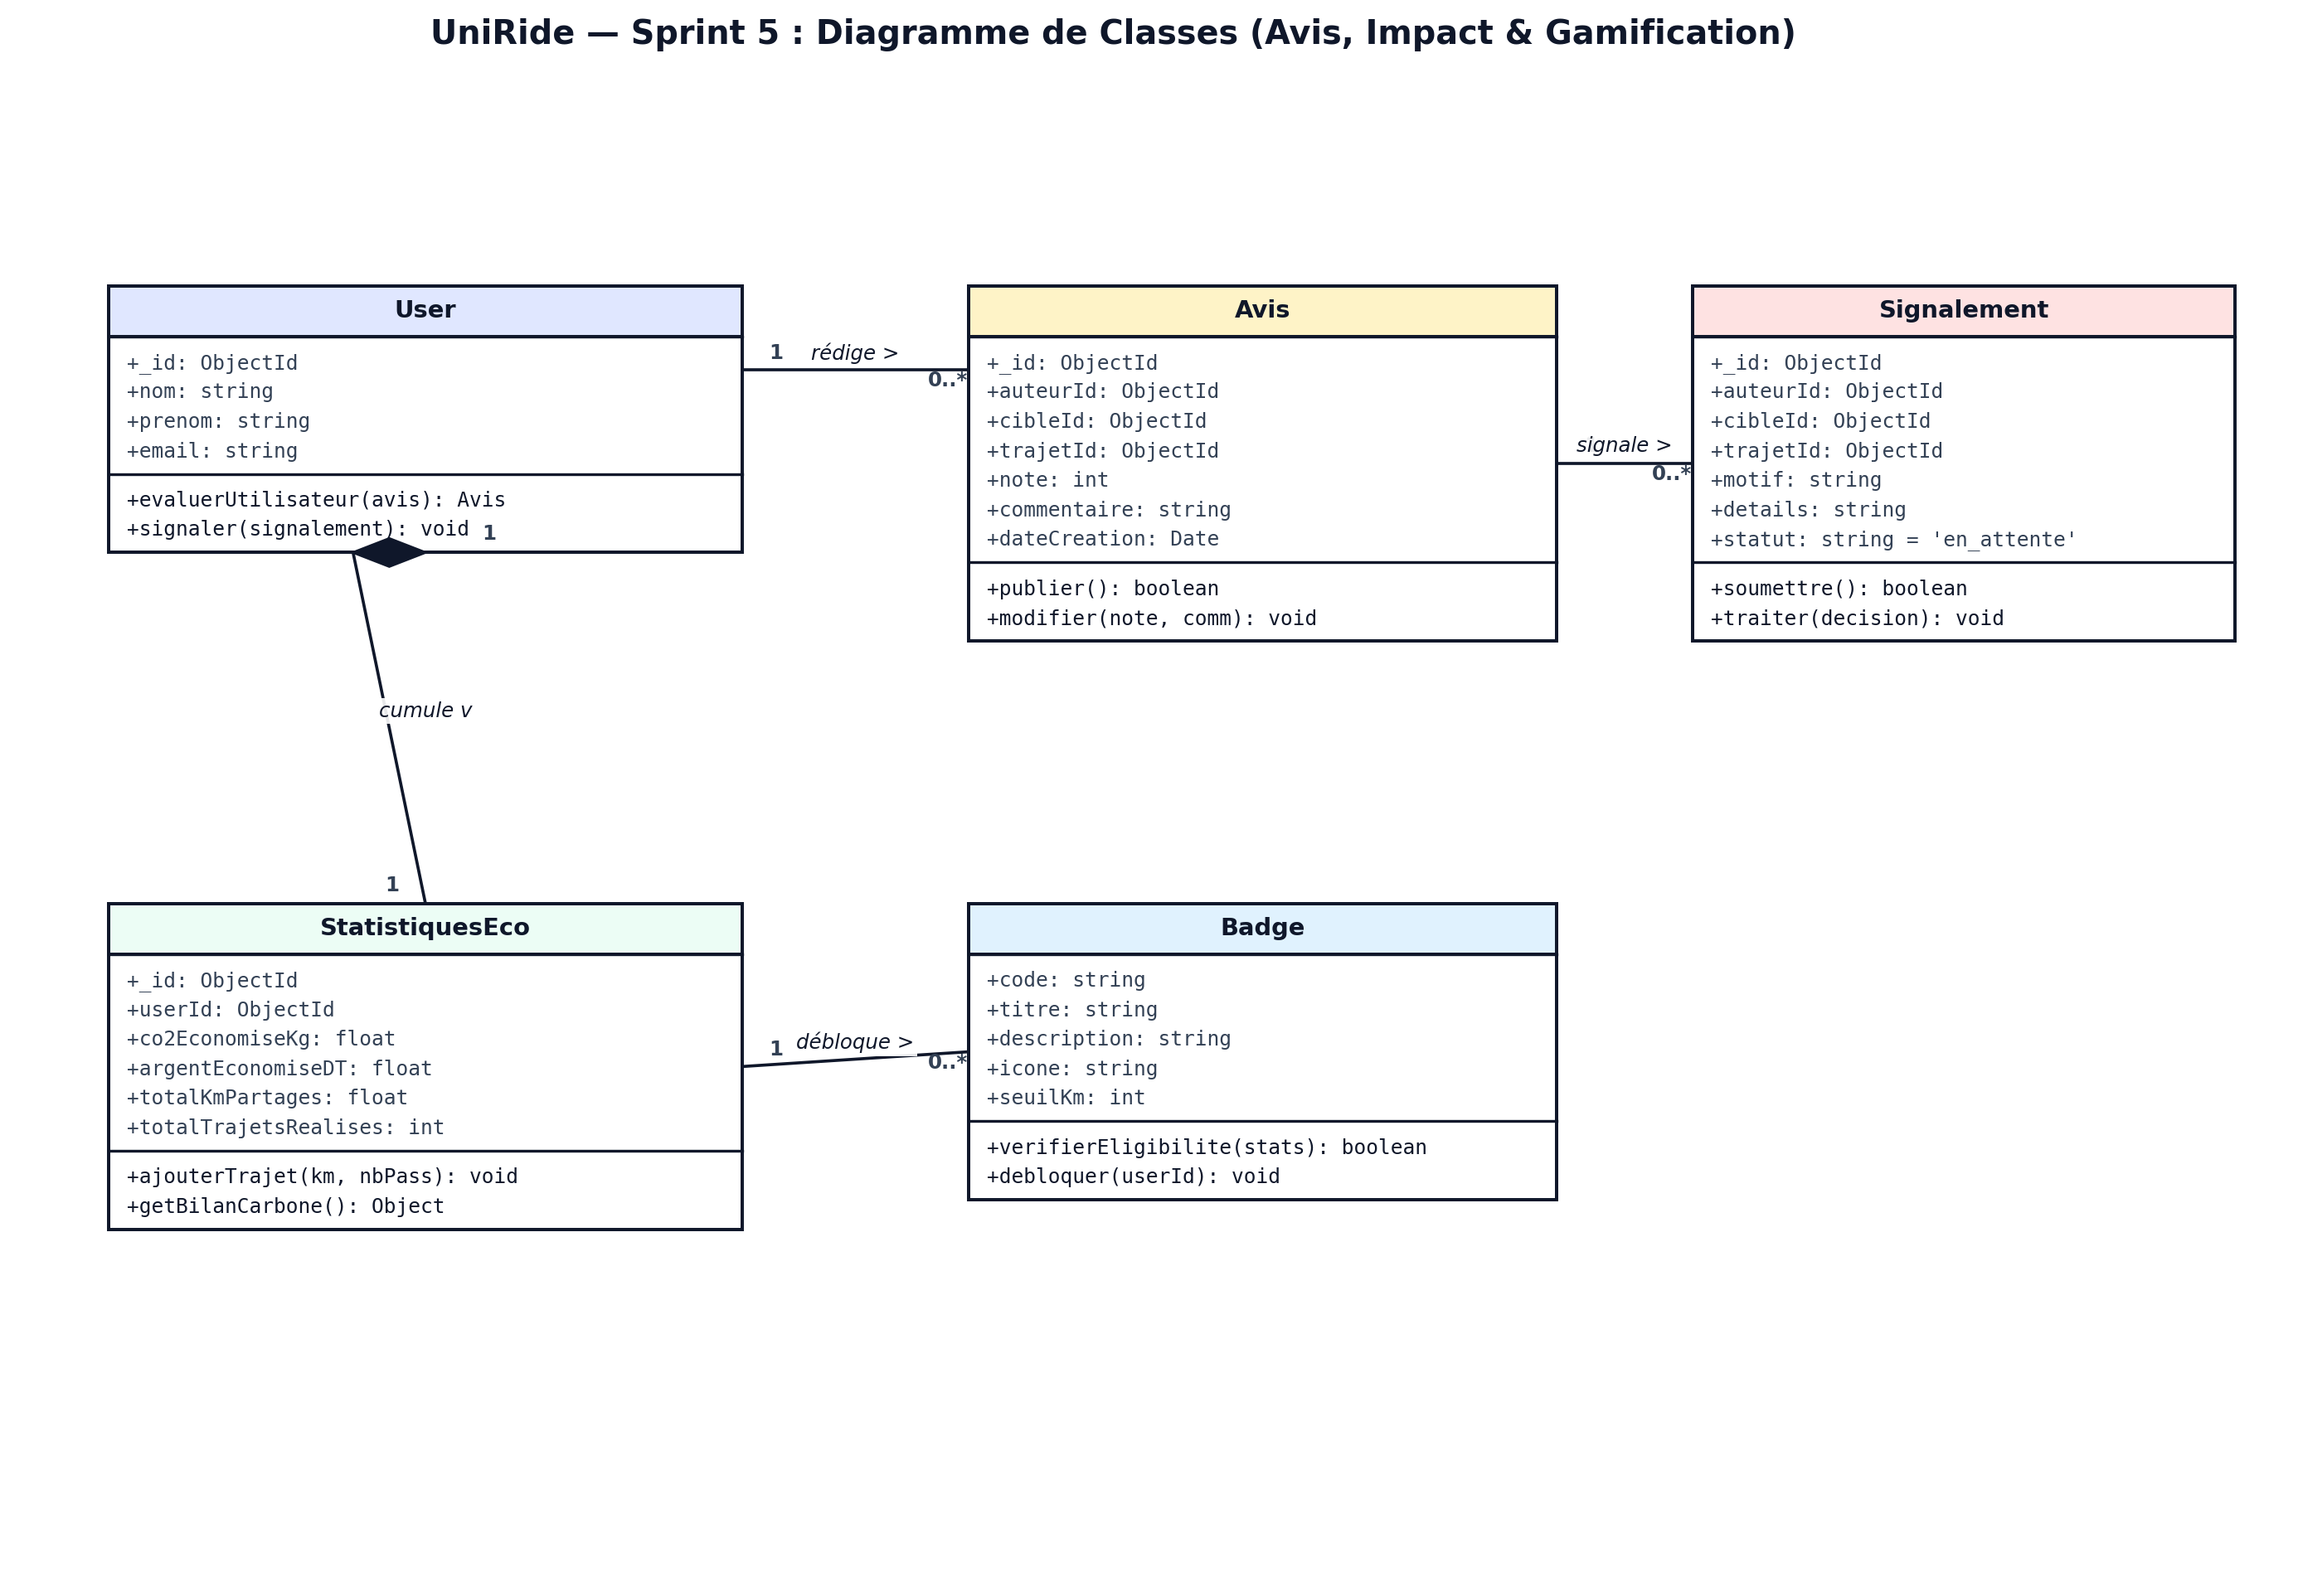 UniRide — Sprint 5 : Diagramme de Classes (Avis, Impact & Gamification)
User
+_id: ObjectId
+nom: string
+prenom: string
+email: string
+evaluerUtilisateur(avis): Avis
+signaler(signalement): void
1
rédige >
0..*
Avis
+_id: ObjectId
+auteurId: ObjectId
+cibleId: ObjectId
+trajetId: ObjectId
+note: int
+commentaire: string
+dateCreation: Date
+publier(): boolean
+modifier(note, comm): void
signale >
0..*
Signalement
+_id: ObjectId
+auteurId: ObjectId
+cibleId: ObjectId
+trajetId: ObjectId
+motif: string
+details: string
+statut: string = 'en_attente'
+soumettre(): boolean
+traiter(decision): void
1
cumule v
1
StatistiquesEco
+_id: ObjectId
+userId: ObjectId
+co2EconomiseKg: float
+argentEconomiseDT: float
+totalKmPartages: float
+totalTrajetsRealises: int
+ajouterTrajet(km, nbPass): void
+getBilanCarbone(): Object
1
débloque >
0..*
Badge
+code: string
+titre: string
+description: string
+icone: string
+seuilKm: int
+verifierEligibilite(stats): boolean
+debloquer(userId): void